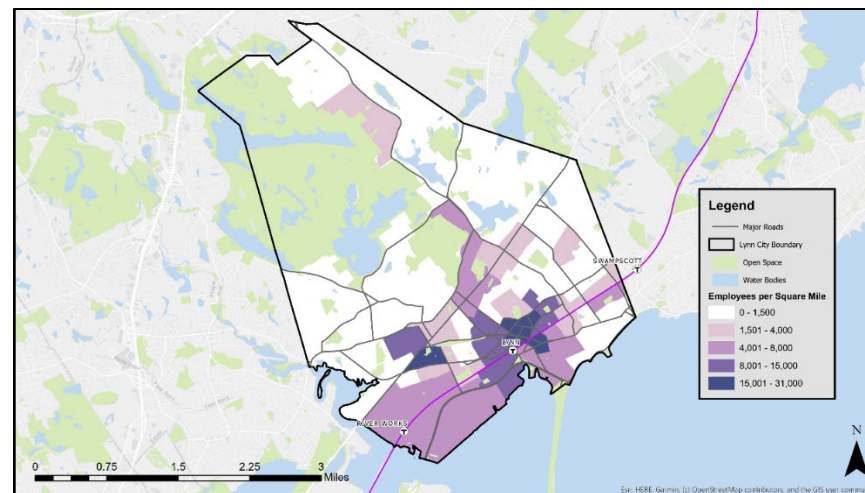 SWAMPSCOTT
T
LYNN
T
RIVER WORKS
T
Legend
Major Roads
Lynn City Boundary
Open Space
Water Bodies
Employees per Square Mile
0 - 1,500
1,501 - 4,000
4,001 - 8,000
8,001 - 15,000
15,001 - 31,000
N
0 0.75 1.5 2.25 3
Miles
Esri, HERE, Garmin, (c) OpenStreetMap contributors, and the GIS user commu